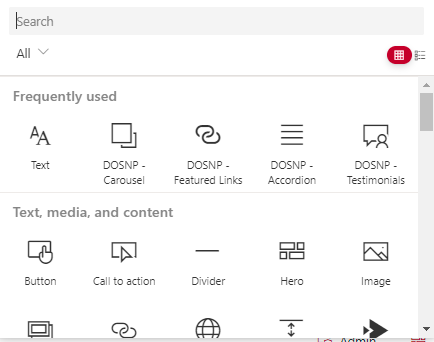 Search
All
Frequently used
Text
DOSNP -
Carousel
DOSNP -
Featured Links
DOSNP -
Accordion
DOSNP -
Testimonials
Text, media, and content
Button
Call to action
Divider
Hero
Image
Admin